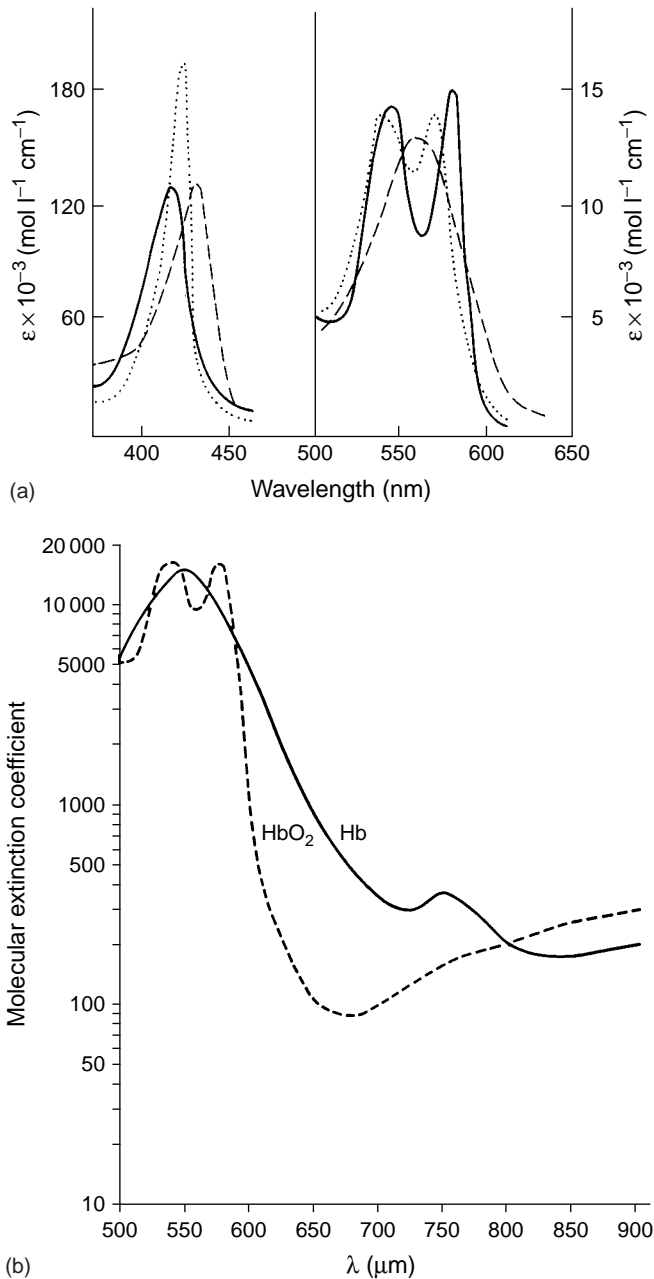 ε × 10⁻³ (mol l⁻¹ cm⁻¹)
180
120
60
15
10
5
ε × 10⁻³ (mol l⁻¹ cm⁻¹)
400 450 500 550 600 650
(a) Wavelength (nm)
Molecular extinction coefficient
20 000
10 000
5000
1000
500
100
50
10
HbO₂ Hb
500 550 600 650 700 750 800 850 900
(b) λ (μm)